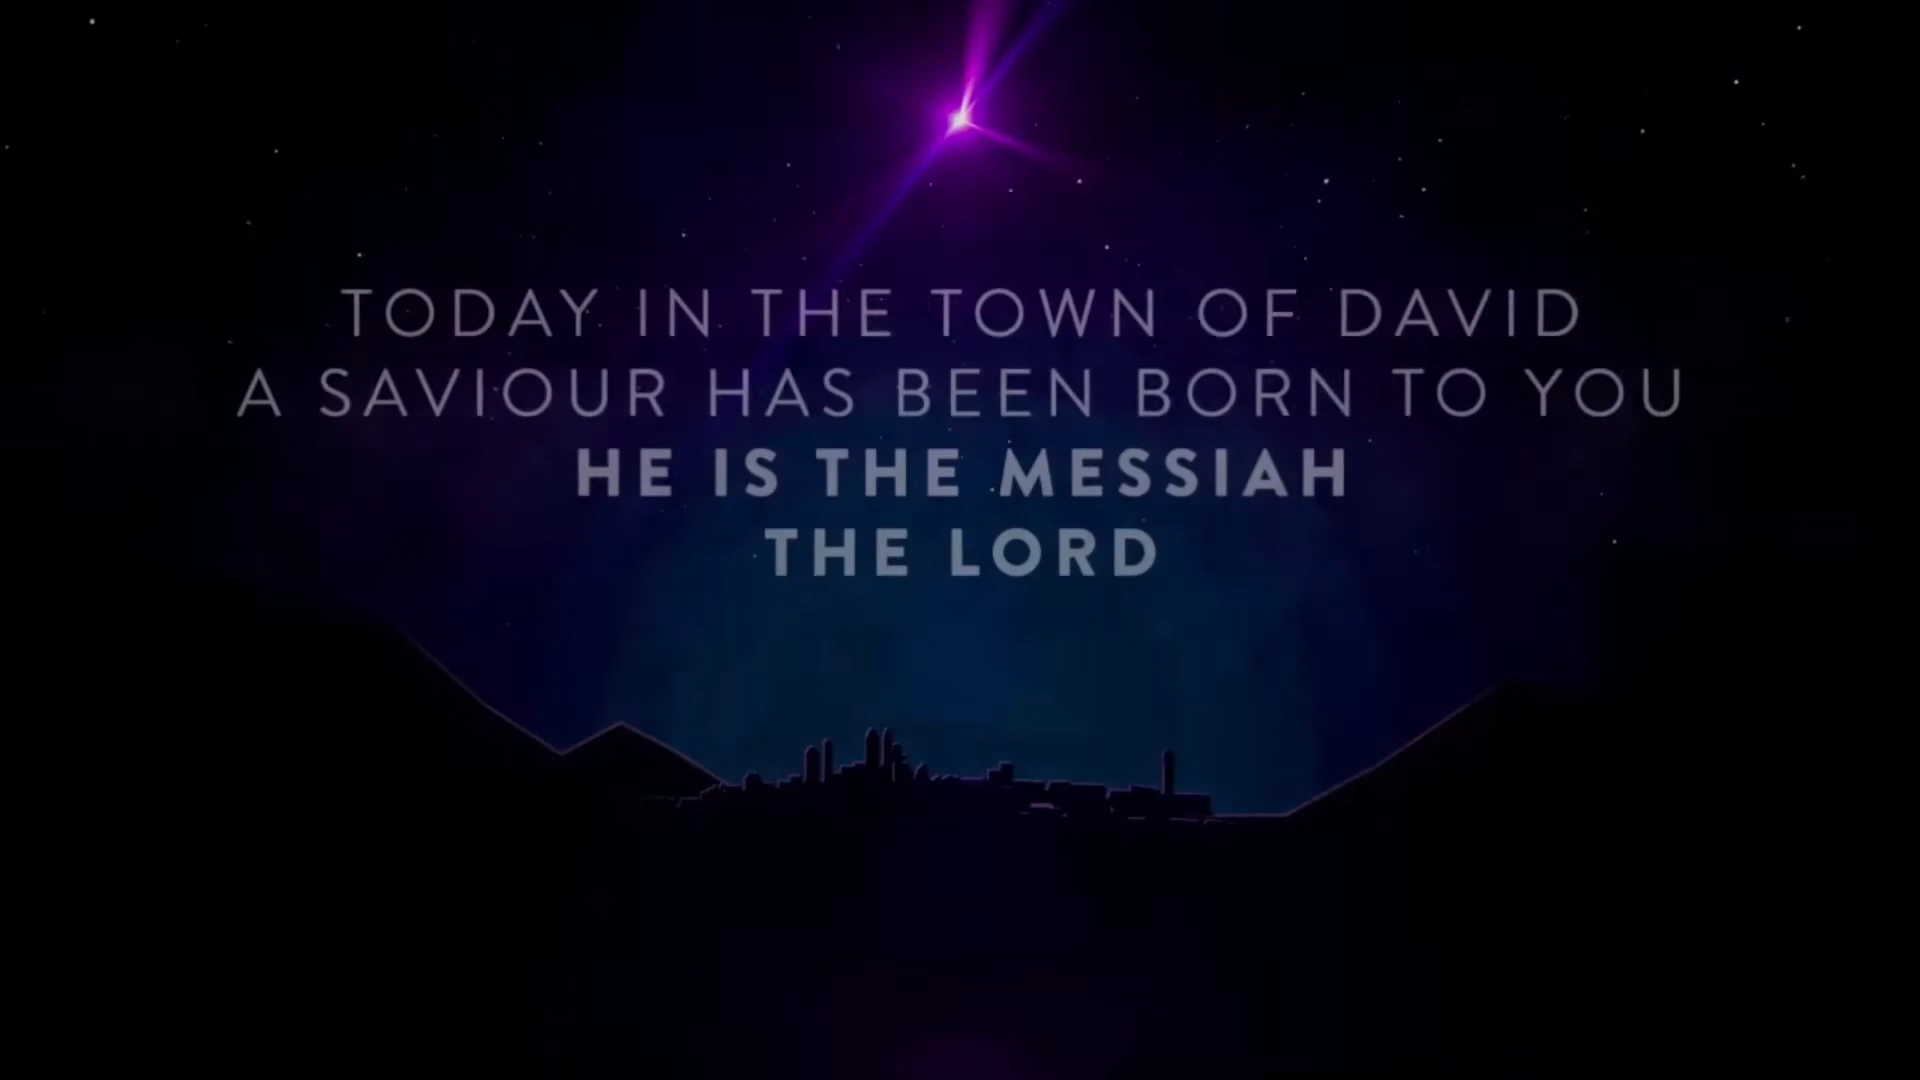 TODAY IN THE TOWN OF DAVID
A SAVIOUR HAS BEEN BORN TO YOU
HE IS THE MESSIAH
THE LORD